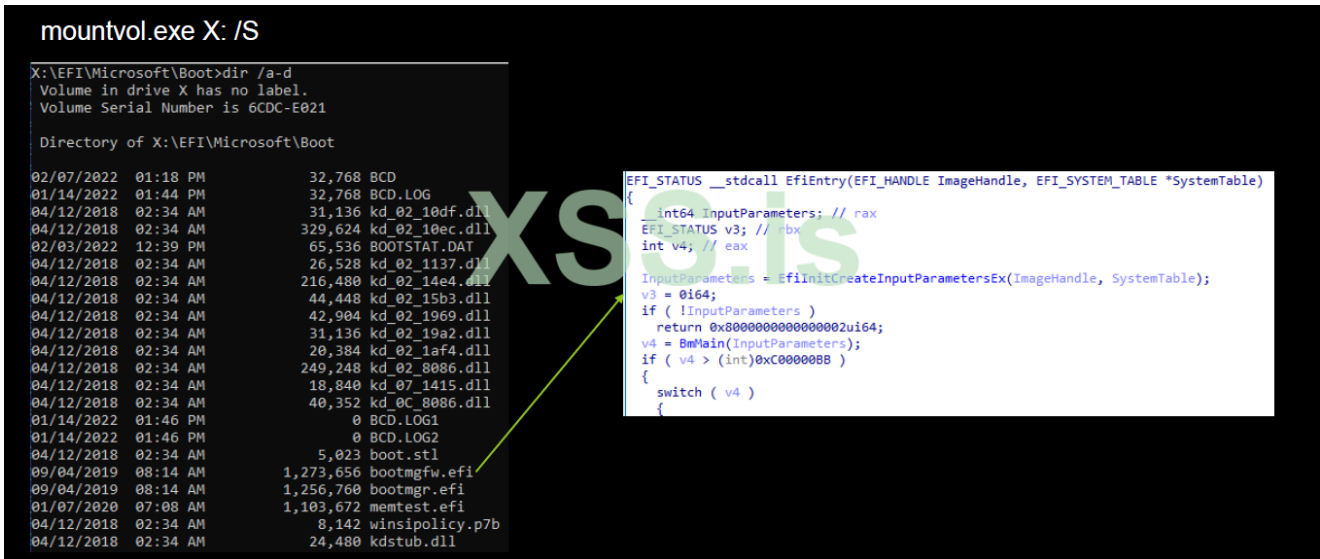 mountvol.exe X: /S
X:\EFI\Microsoft\Boot>dir /a-d
Volume in drive X has no label.
Volume Serial Number is 6CDC-E021
Directory of X:\EFI\Microsoft\Boot
02/07/2022 01:18 PM 32,768 BCD
01/14/2022 01:44 PM 32,768 BCD.LOG
04/12/2018 02:34 AM 31,136 kd_02_10df.dll
04/12/2018 02:34 AM 329,624 kd_02_10ec.dll
02/03/2022 12:39 PM 65,536 BOOTSTAT.DAT
04/12/2018 02:34 AM 26,528 kd_02_1137.dll
04/12/2018 02:34 AM 216,480 kd_02_14e4.dll
04/12/2018 02:34 AM 44,448 kd_02_15b3.dll
04/12/2018 02:34 AM 42,904 kd_02_1969.dll
04/12/2018 02:34 AM 31,136 kd_02_19a2.dll
04/12/2018 02:34 AM 20,384 kd_02_1af4.dll
04/12/2018 02:34 AM 249,248 kd_02_8086.dll
04/12/2018 02:34 AM 18,840 kd_07_1415.dll
04/12/2018 02:34 AM 40,352 kd_0C_8086.dll
01/14/2022 01:46 PM 0 BCD.LOG1
01/14/2022 01:46 PM 0 BCD.LOG2
04/12/2018 02:34 AM 5,023 boot.stl
09/04/2019 08:14 AM 1,273,656 bootmgfw.efi
09/04/2019 08:14 AM 1,256,760 bootmgr.efi
01/07/2020 07:08 AM 1,103,672 memtest.efi
04/12/2018 02:34 AM 8,142 winsipolicy.p7b
04/12/2018 02:34 AM 24,480 kdstub.dll
XSS.is
EFI_STATUS __stdcall EfiEntry(EFI_HANDLE ImageHandle, EFI_SYSTEM_TABLE *SystemTable)
{
__int64 InputParameters; // rax
EFI_STATUS v3; // rbx
int v4; // eax
InputParameters = EfiInitCreateInputParametersEx(ImageHandle, SystemTable);
v3 = 0i64;
if ( !InputParameters )
return 0x8000000000000002ui64;
v4 = BmMain(InputParameters);
if ( v4 > (int)0xC00000BB )
{
switch ( v4 )
{